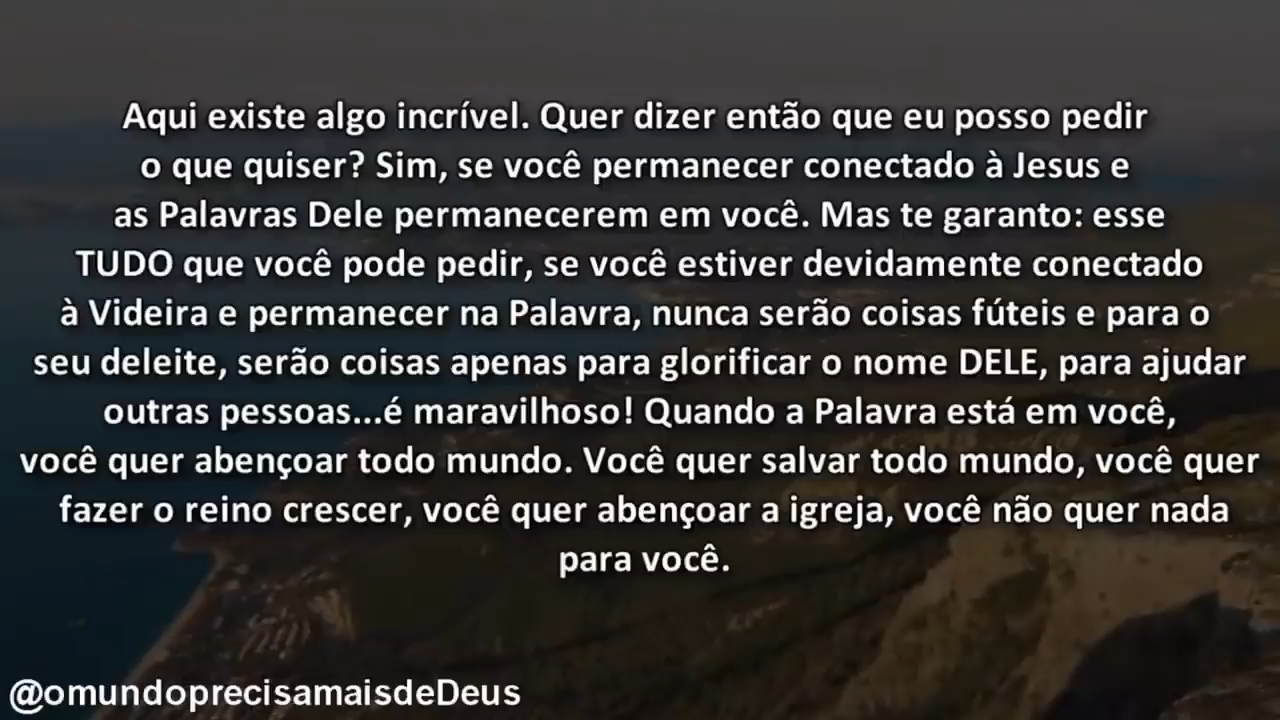 Aqui existe algo incrível. Quer dizer então que eu posso pedir
o que quiser? Sim, se você permanecer conectado à Jesus e
as Palavras Dele permanecerem em você. Mas te garanto: esse
TUDO que você pode pedir, se você estiver devidamente conectado
à Videira e permanecer na Palavra, nunca serão coisas fúteis e para o
seu deleite, serão coisas apenas para glorificar o nome DELE, para ajudar
outras pessoas...é maravilhoso! Quando a Palavra está em você,
você quer abençoar todo mundo. Você quer salvar todo mundo, você quer
fazer o reino crescer, você quer abençoar a igreja, você não quer nada
para você.
@omundoprecisamaisdeDeus